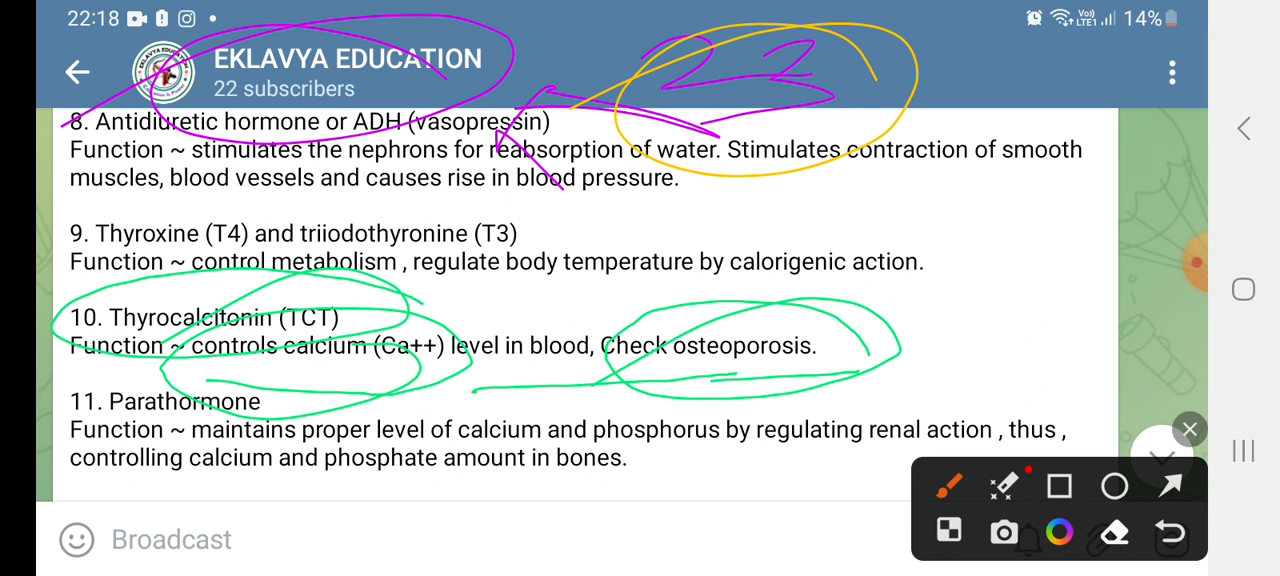 22:18 14%
EKLAVYA EDUCATION
22 subscribers
22
8. Antidiuretic hormone or ADH (vasopressin)
Function ~ stimulates the nephrons for reabsorption of water. Stimulates contraction of smooth
muscles, blood vessels and causes rise in blood pressure.
9. Thyroxine (T4) and triiodothyronine (T3)
Function ~ control metabolism , regulate body temperature by calorigenic action.
10. Thyrocalcitonin (TCT)
Function ~ controls calcium (Ca++) level in blood, Check osteoporosis.
11. Parathormone
Function ~ maintains proper level of calcium and phosphorus by regulating renal action , thus ,
controlling calcium and phosphate amount in bones.
Broadcast